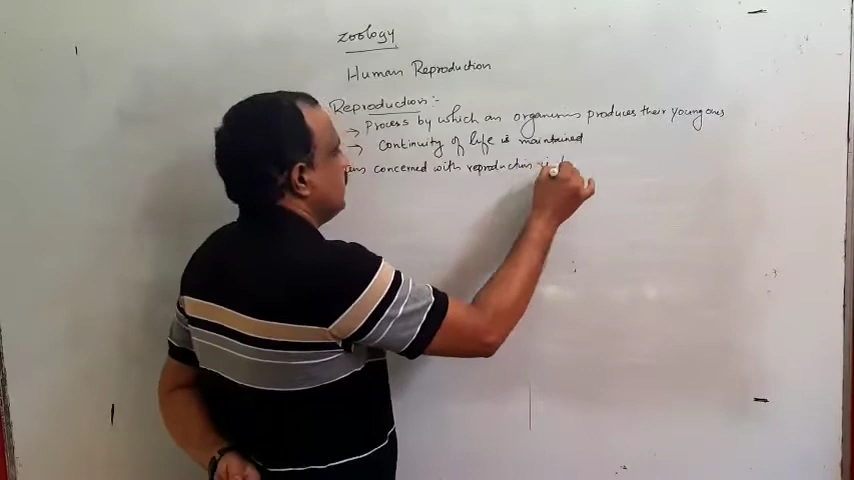 Zoology
Human Reproduction
Reproduction :-
→ Process by which an organisms produces their young ones
→ Continuity of life is maintained
concerned with reproduction